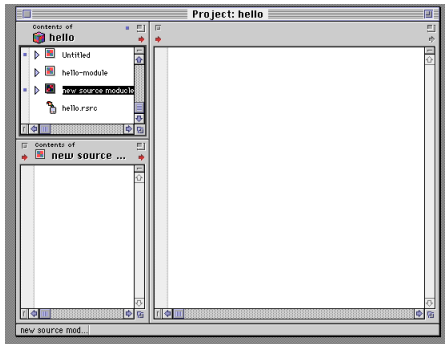 Project: hello
Contents of
hello
Untitled
hello-module
new source moducle
hello.rsrc
Contents of
new source ...
new source mod...